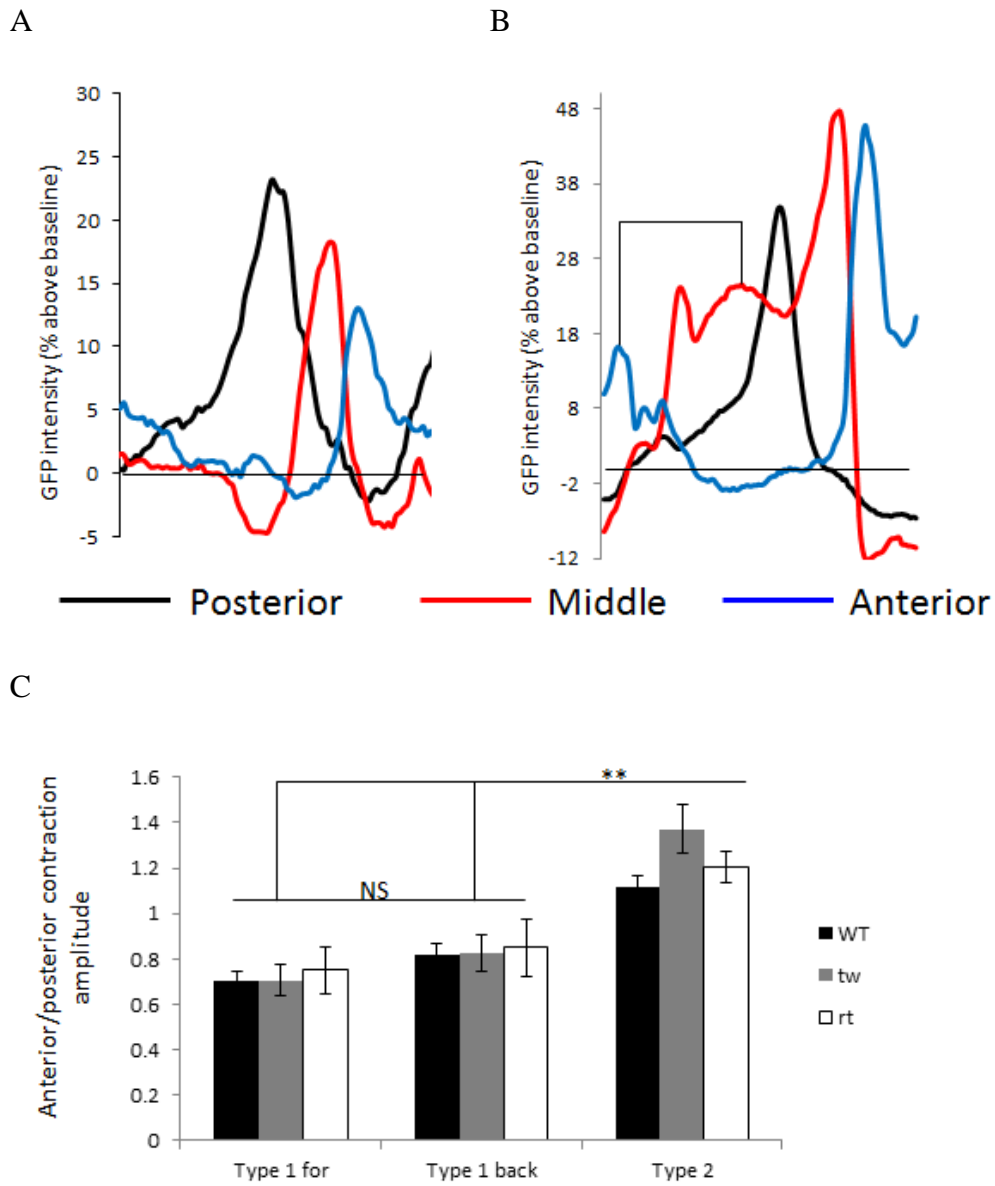 A
B
GFP intensity (% above baseline)
30
25
20
15
10
5
0
-5
GFP intensity (% above baseline)
48
38
28
18
8
-2
-12
Posterior
Middle
Anterior
C
Anterior/posterior contraction
amplitude
1.6
1.4
1.2
1
0.8
0.6
0.4
0.2
0
**
NS
WT
tw
rt
Type 1 for
Type 1 back
Type 2